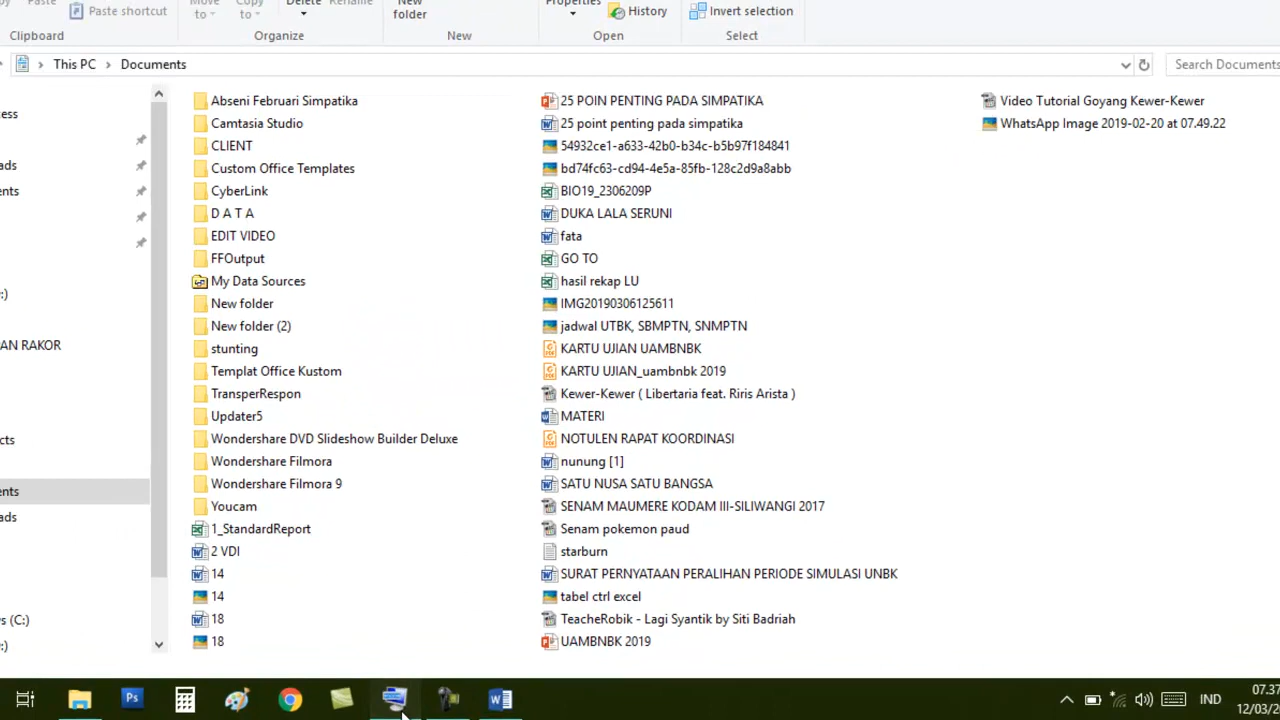 Paste shortcut
Move to
Copy to
Delete
Rename
New folder
Properties
History
Invert selection
Clipboard
Organize
New
Open
Select
This PC
Documents
Search Documents
Abseni Februari Simpatika
Camtasia Studio
CLIENT
Custom Office Templates
CyberLink
D A T A
EDIT VIDEO
FFOutput
My Data Sources
New folder
New folder (2)
stunting
Templat Office Kustom
TransperRespon
Updater5
Wondershare DVD Slideshow Builder Deluxe
Wondershare Filmora
Wondershare Filmora 9
Youcam
1_StandardReport
2 VDI
14
14
18
18
25 POIN PENTING PADA SIMPATIKA
25 point penting pada simpatika
54932ce1-a633-42b0-b34c-b5b97f184841
bd74fc63-cd94-4e5a-85fb-128c2d9a8abb
BIO19_2306209P
DUKA LALA SERUNI
fata
GO TO
hasil rekap LU
IMG20190306125611
jadwal UTBK, SBMPTN, SNMPTN
KARTU UJIAN UAMBNBK
KARTU UJIAN_uambnbk 2019
Kewer-Kewer ( Libertaria feat. Riris Arista )
MATERI
NOTULEN RAPAT KOORDINASI
nunung [1]
SATU NUSA SATU BANGSA
SENAM MAUMERE KODAM III-SILIWANGI 2017
Senam pokemon paud
starburn
SURAT PERNYATAAN PERALIHAN PERIODE SIMULASI UNBK
tabel ctrl excel
TeacheRobik - Lagi Syantik by Siti Badriah
UAMBNBK 2019
Video Tutorial Goyang Kewer-Kewer
WhatsApp Image 2019-02-20 at 07.49.22
ess
ads
ents
:)
AN RAKOR
cts
ents
ads
s (C:)
:)
Ps
IND
07.37
12/03/2